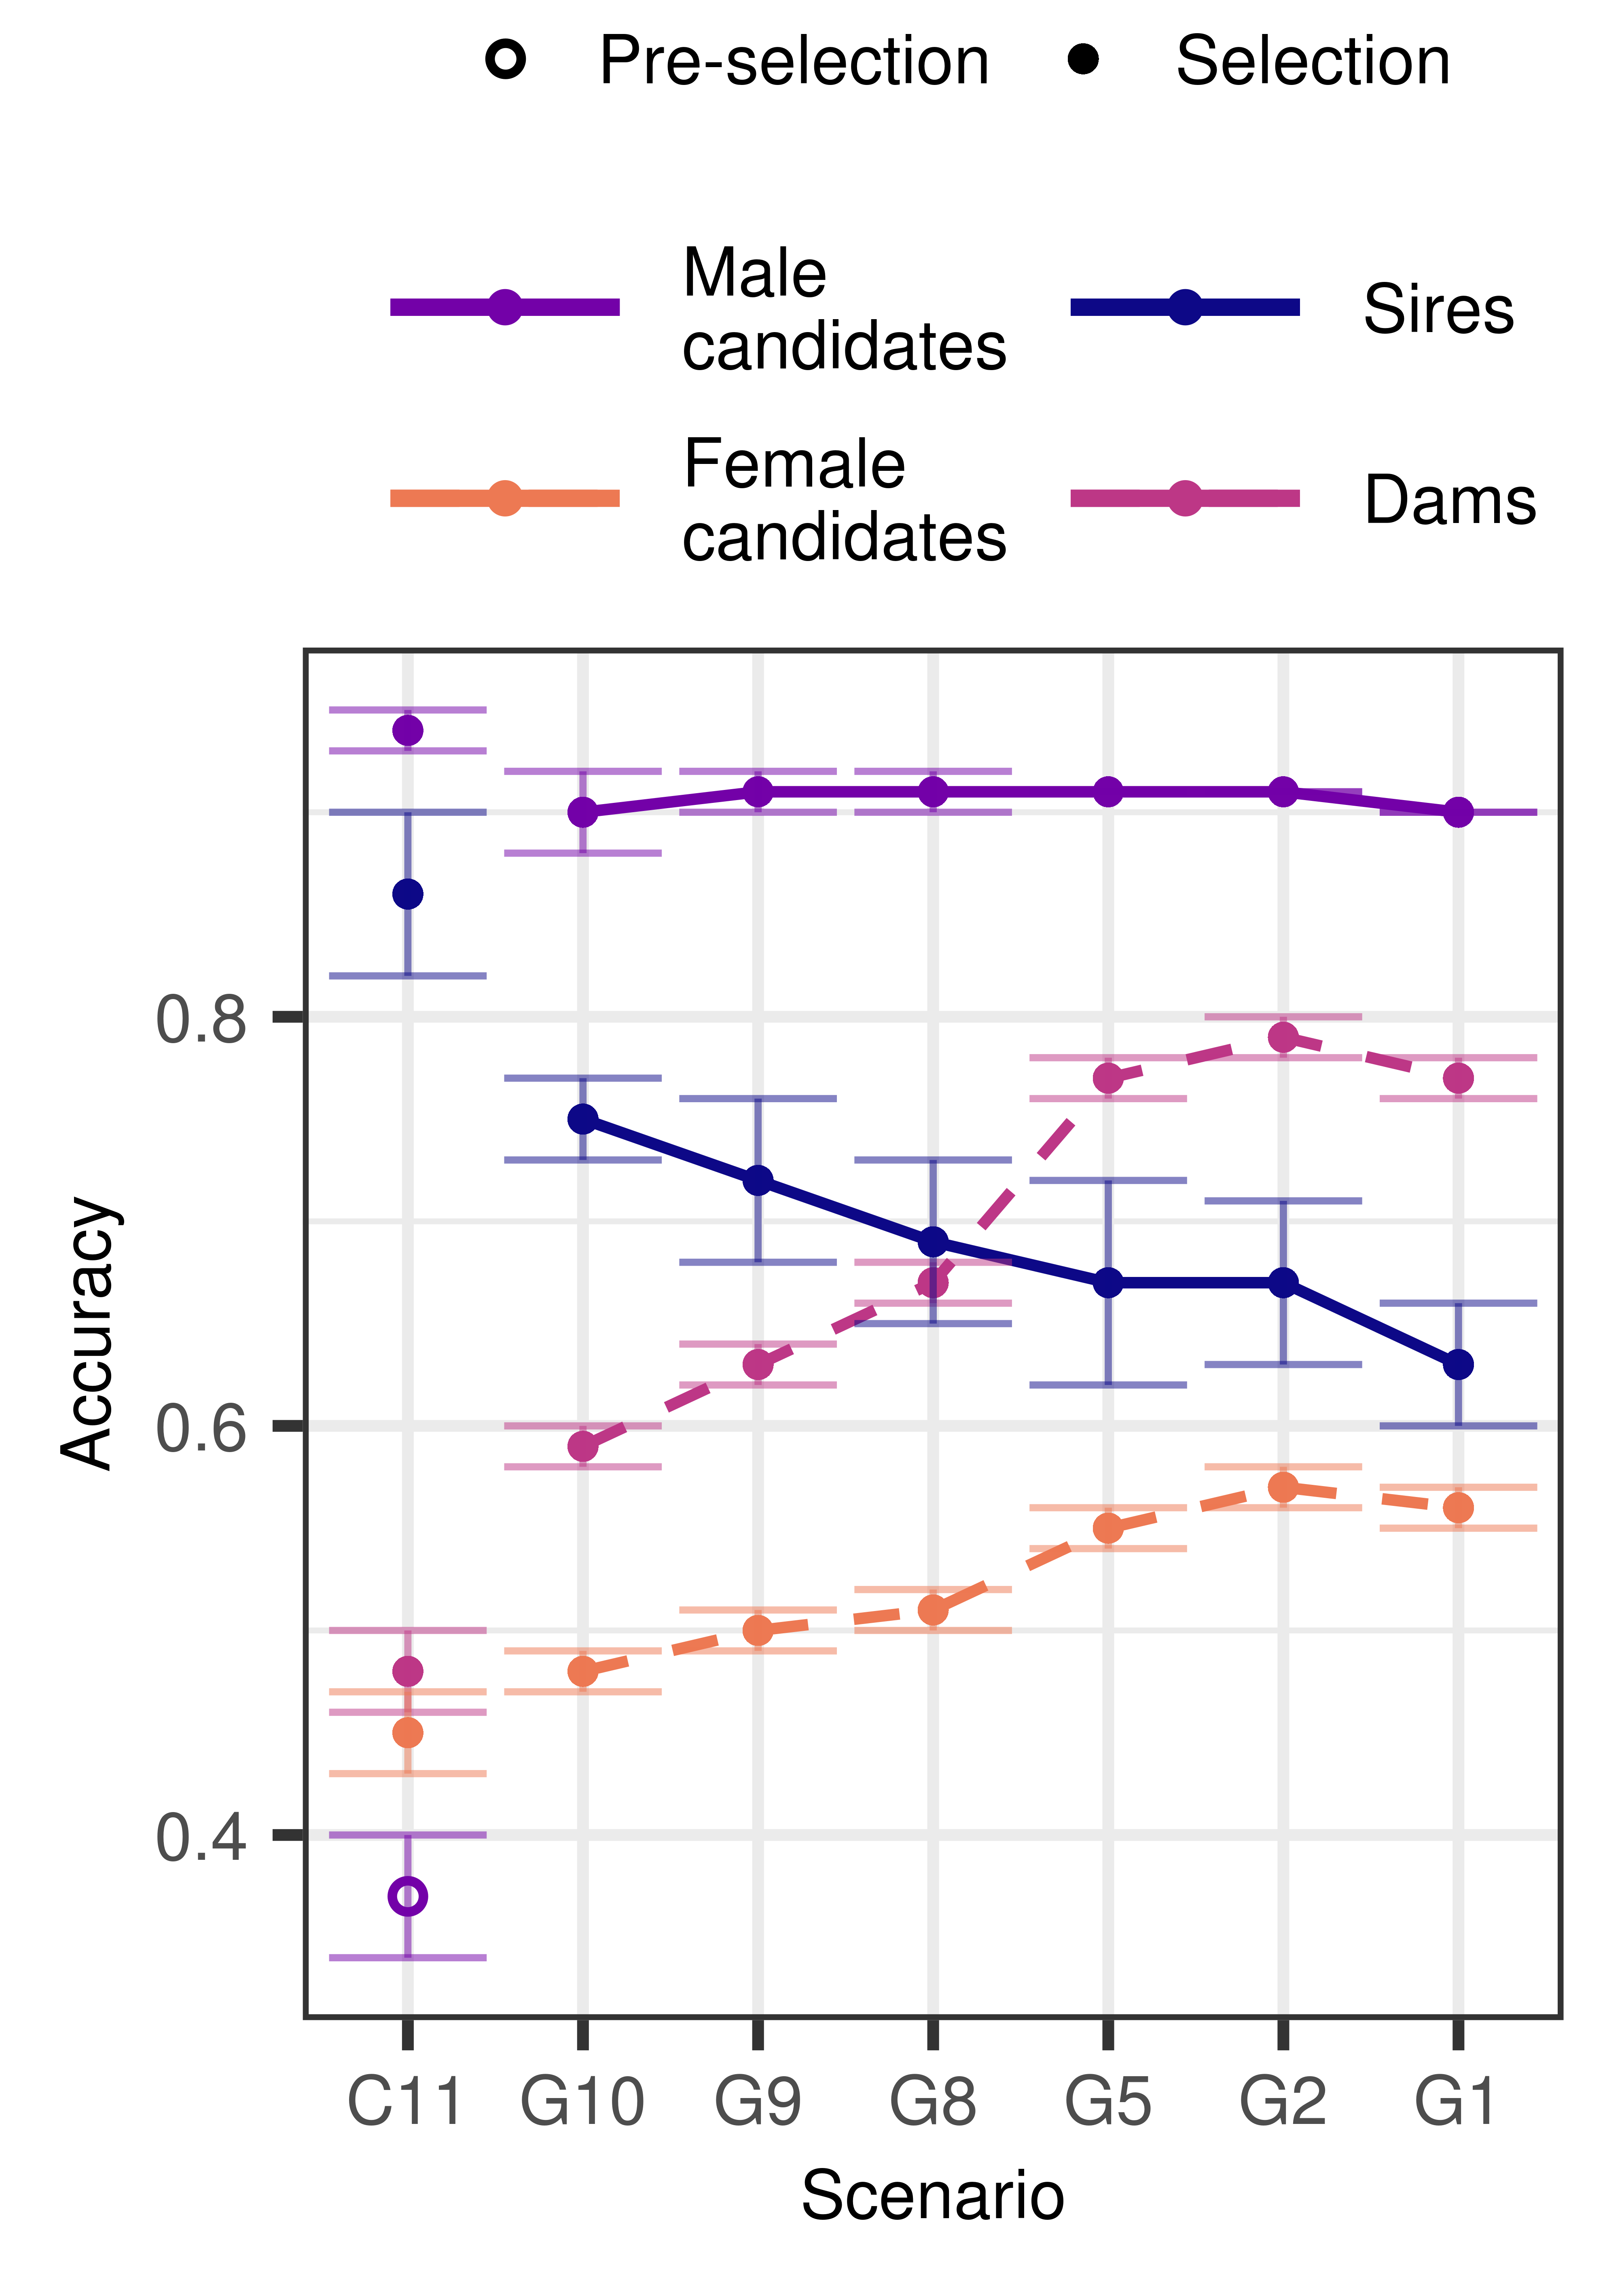 Pre-selection
Selection
Male
candidates
Sires
Female
candidates
Dams
Accuracy
0.8
0.6
0.4
C11 G10 G9 G8 G5 G2 G1
Scenario